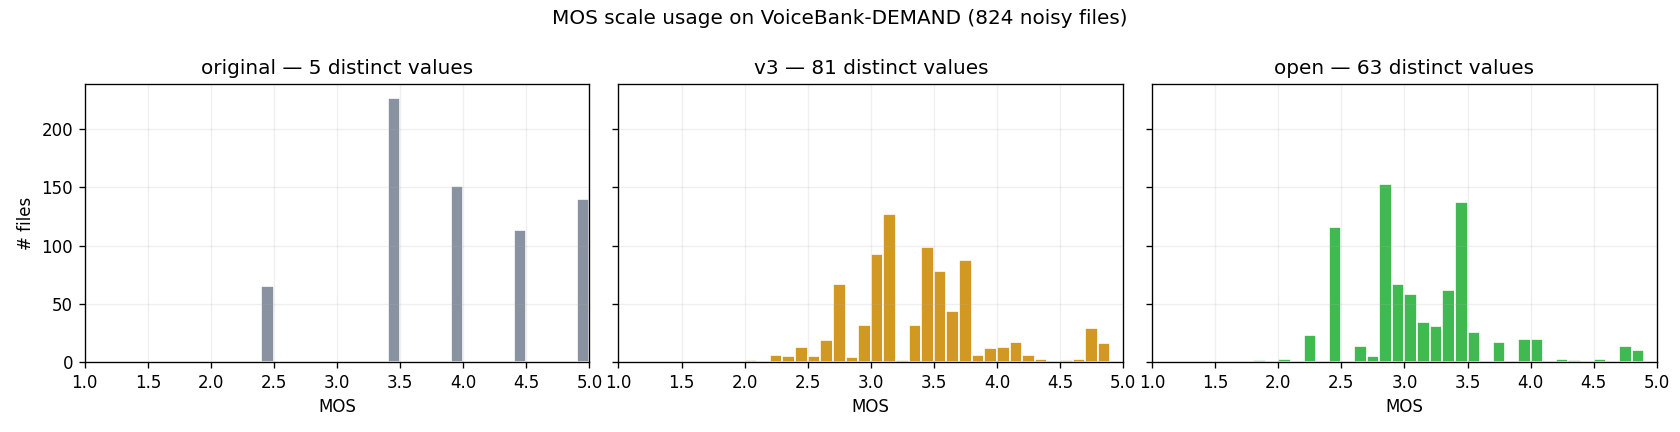 MOS scale usage on VoiceBank-DEMAND (824 noisy files)
original — 5 distinct values
v3 — 81 distinct values
open — 63 distinct values
# files
200
150
100
50
0
1.0 1.5 2.0 2.5 3.0 3.5 4.0 4.5 5.0
1.0 1.5 2.0 2.5 3.0 3.5 4.0 4.5 5.0
1.0 1.5 2.0 2.5 3.0 3.5 4.0 4.5 5.0
MOS
MOS
MOS